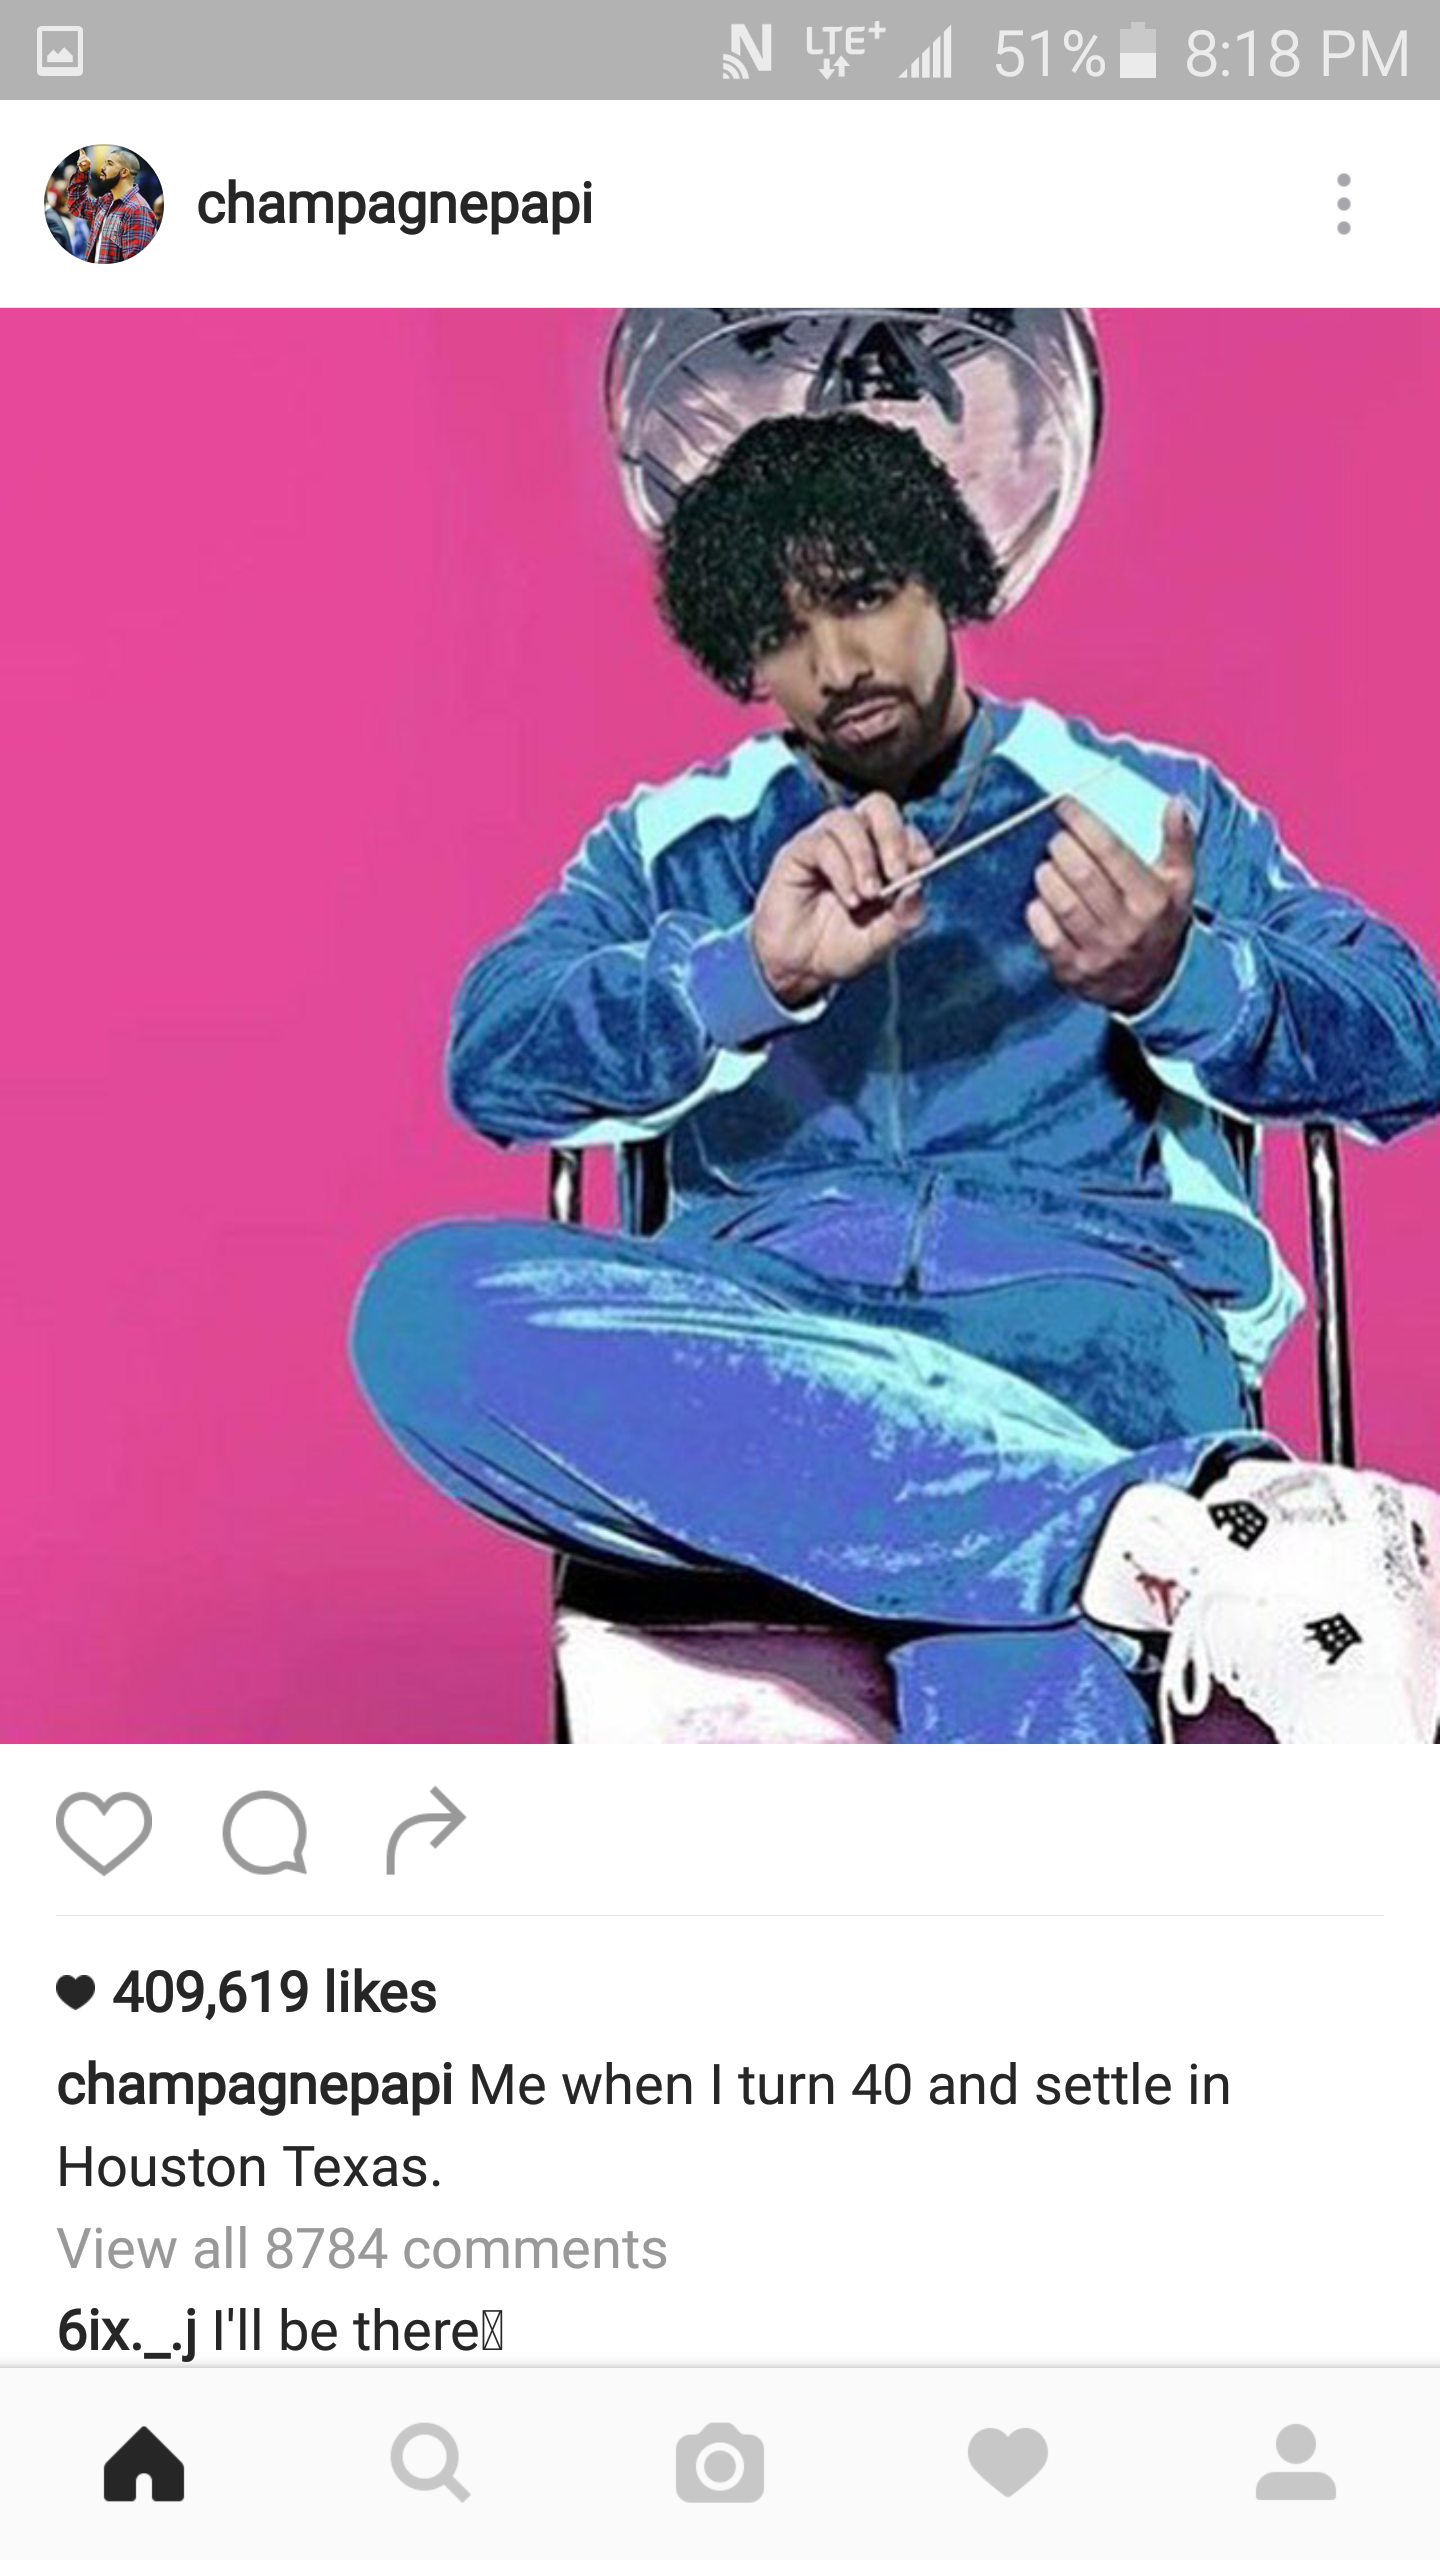 LTE+ 51% 8:18 PM
champagnepapi
409,619 likes
champagnepapi Me when I turn 40 and settle in
Houston Texas.
View all 8784 comments
6ix._.j I'll be there